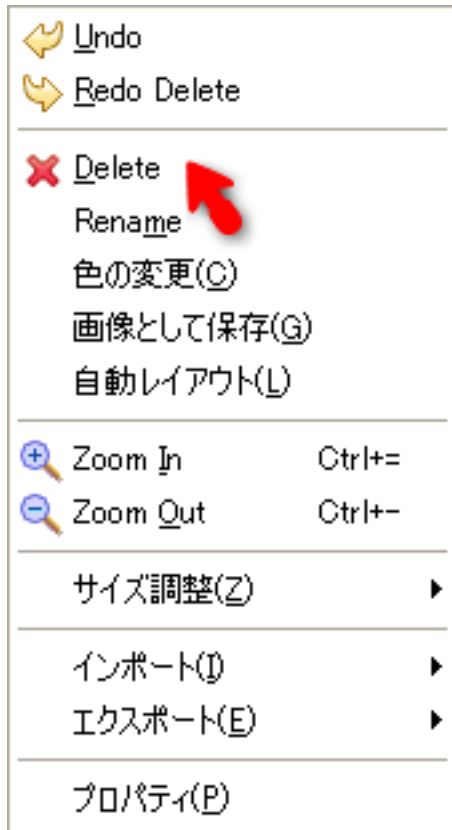 Undo
Redo Delete
Delete
Rename
色の変更(C)
画像として保存(G)
自動レイアウト(L)
Zoom In Ctrl+=
Zoom Out Ctrl+-
サイズ調整(Z)
インポート(I)
エクスポート(E)
プロパティ(P)